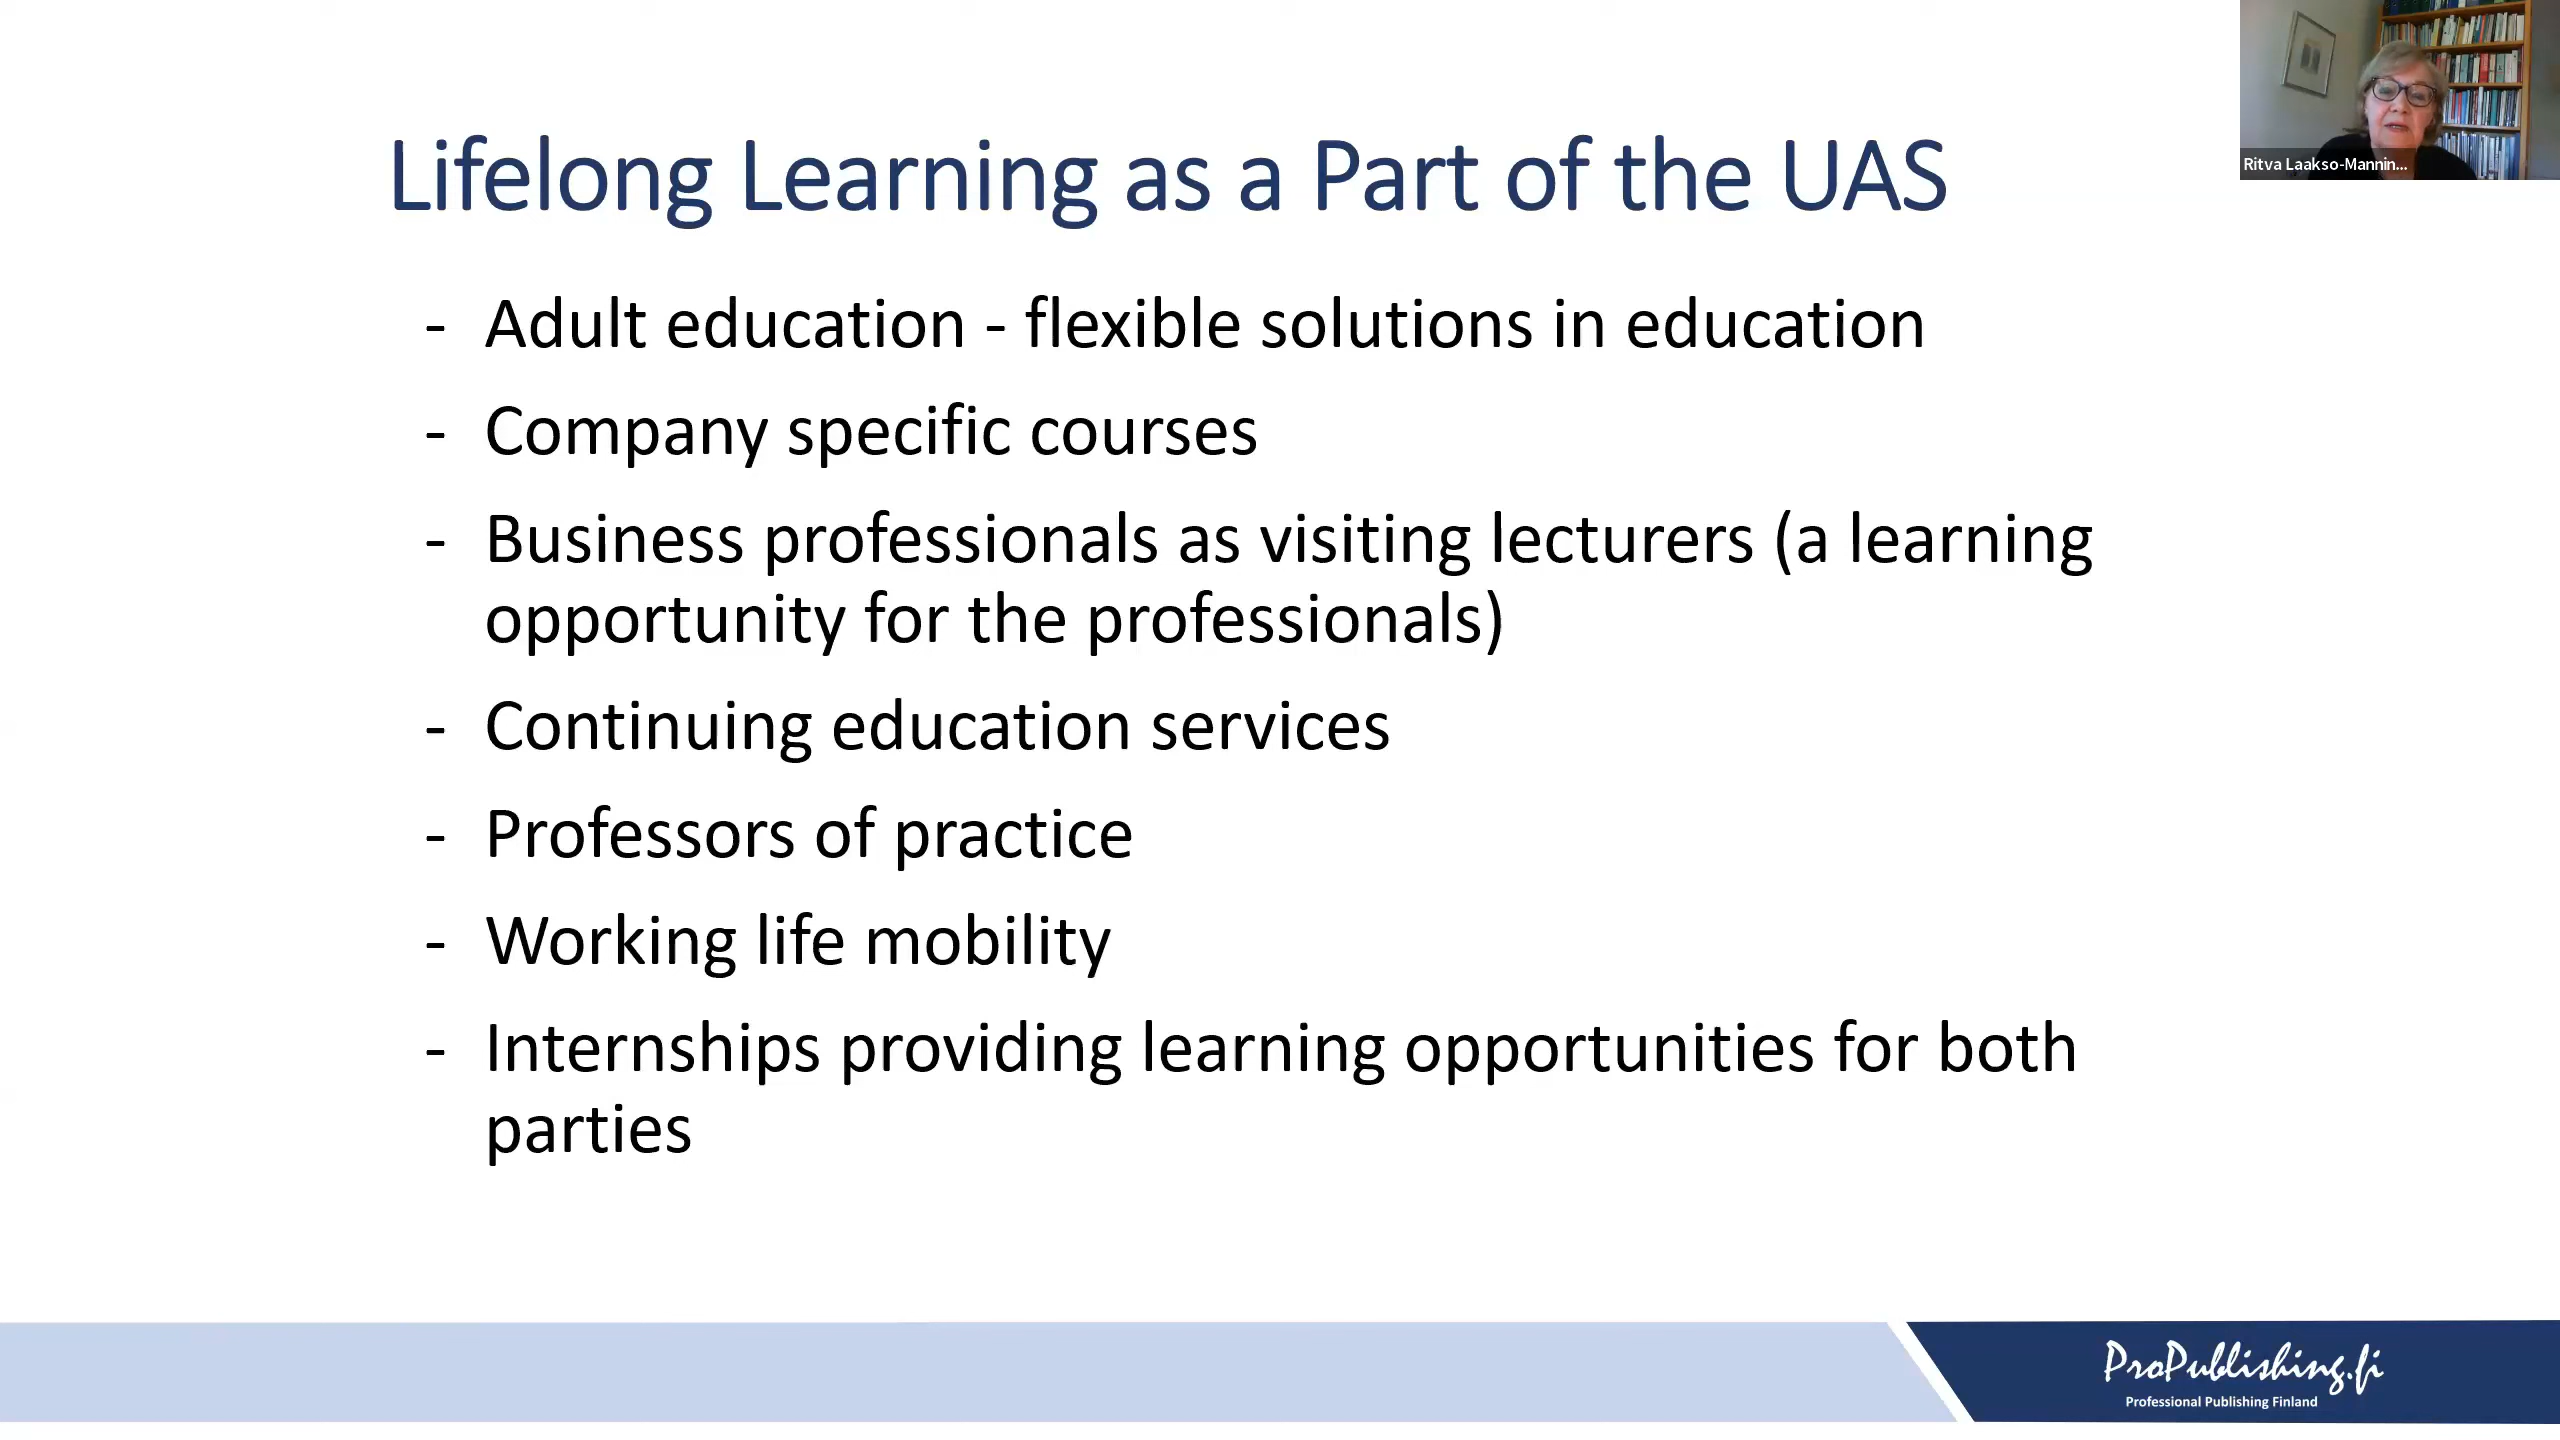 Lifelong Learning as a Part of the UAS
- Adult education - flexible solutions in education
- Company specific courses
- Business professionals as visiting lecturers (a learning
opportunity for the professionals)
- Continuing education services
- Professors of practice
- Working life mobility
- Internships providing learning opportunities for both
parties
Ritva Laakso-Mannin...
ProPublishing.fi
Professional Publishing Finland